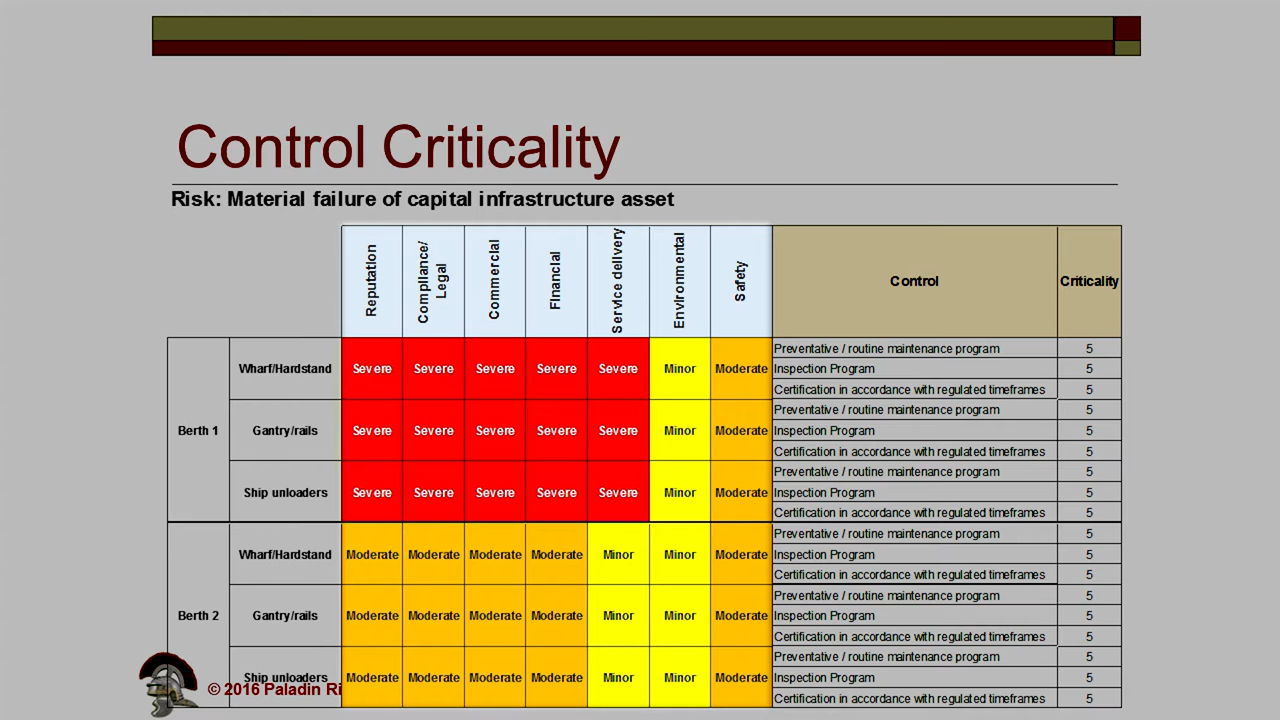 Control Criticality
Risk: Material failure of capital infrastructure asset
Reputation Compliance/ Legal Commercial Financial Service delivery Environmental Safety Control Criticality
Berth 1
Wharf/Hardstand Severe Severe Severe Severe Severe Minor Moderate
Preventative / routine maintenance program 5
Inspection Program 5
Certification in accordance with regulated timeframes 5
Gantry/rails Severe Severe Severe Severe Severe Minor Moderate
Preventative / routine maintenance program 5
Inspection Program 5
Certification in accordance with regulated timeframes 5
Ship unloaders Severe Severe Severe Severe Severe Minor Moderate
Preventative / routine maintenance program 5
Inspection Program 5
Certification in accordance with regulated timeframes 5
Berth 2
Wharf/Hardstand Moderate Moderate Moderate Moderate Minor Minor Moderate
Preventative / routine maintenance program 5
Inspection Program 5
Certification in accordance with regulated timeframes 5
Gantry/rails Moderate Moderate Moderate Moderate Minor Minor Moderate
Preventative / routine maintenance program 5
Inspection Program 5
Certification in accordance with regulated timeframes 5
Ship unloaders Moderate Moderate Moderate Moderate Minor Minor Moderate
Preventative / routine maintenance program 5
Inspection Program 5
Certification in accordance with regulated timeframes 5
© 2016 Paladin Ri